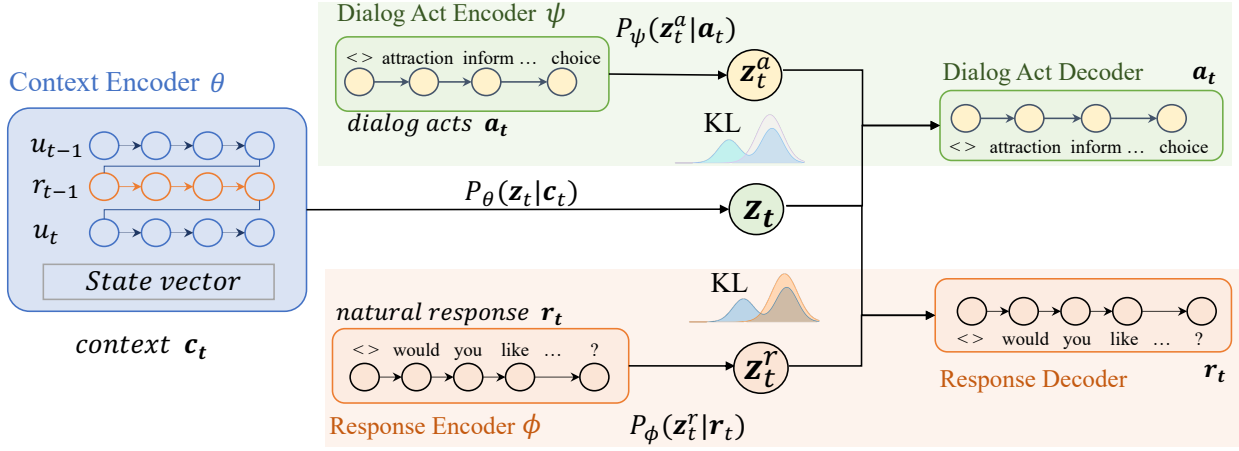 Dialog Act Encoder ψ
< > attraction inform … choice
dialog acts a_t
P_ψ(z_t^a|a_t)
z_t^a
KL
Dialog Act Decoder a_t
< > attraction inform … choice
Context Encoder θ
u_{t−1}
r_{t−1}
u_t
State vector
context c_t
P_θ(z_t|c_t)
z_t
KL
natural response r_t
< > would you like … ?
Response Encoder ϕ
z_t^r
P_ϕ(z_t^r|r_t)
< > would you like … ?
Response Decoder r_t